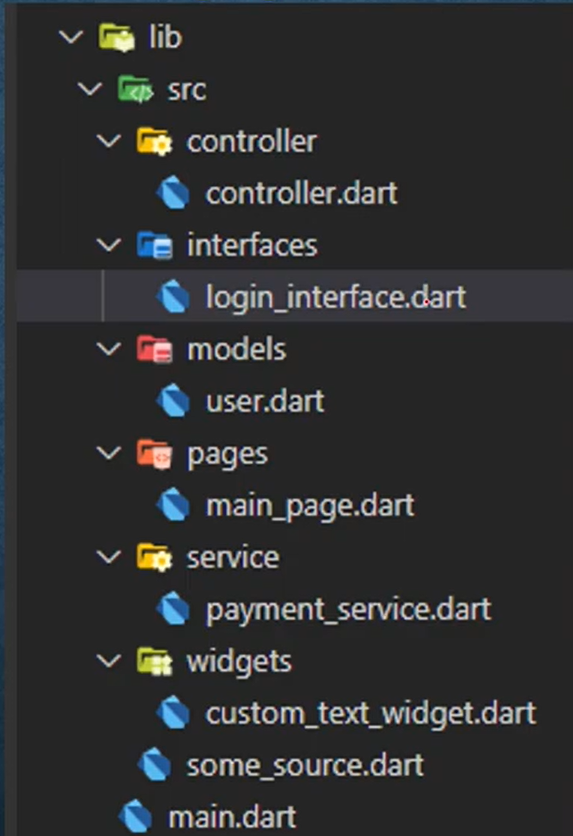 lib
src
controller
controller.dart
interfaces
login_interface.dart
models
user.dart
pages
main_page.dart
service
payment_service.dart
widgets
custom_text_widget.dart
some_source.dart
main.dart